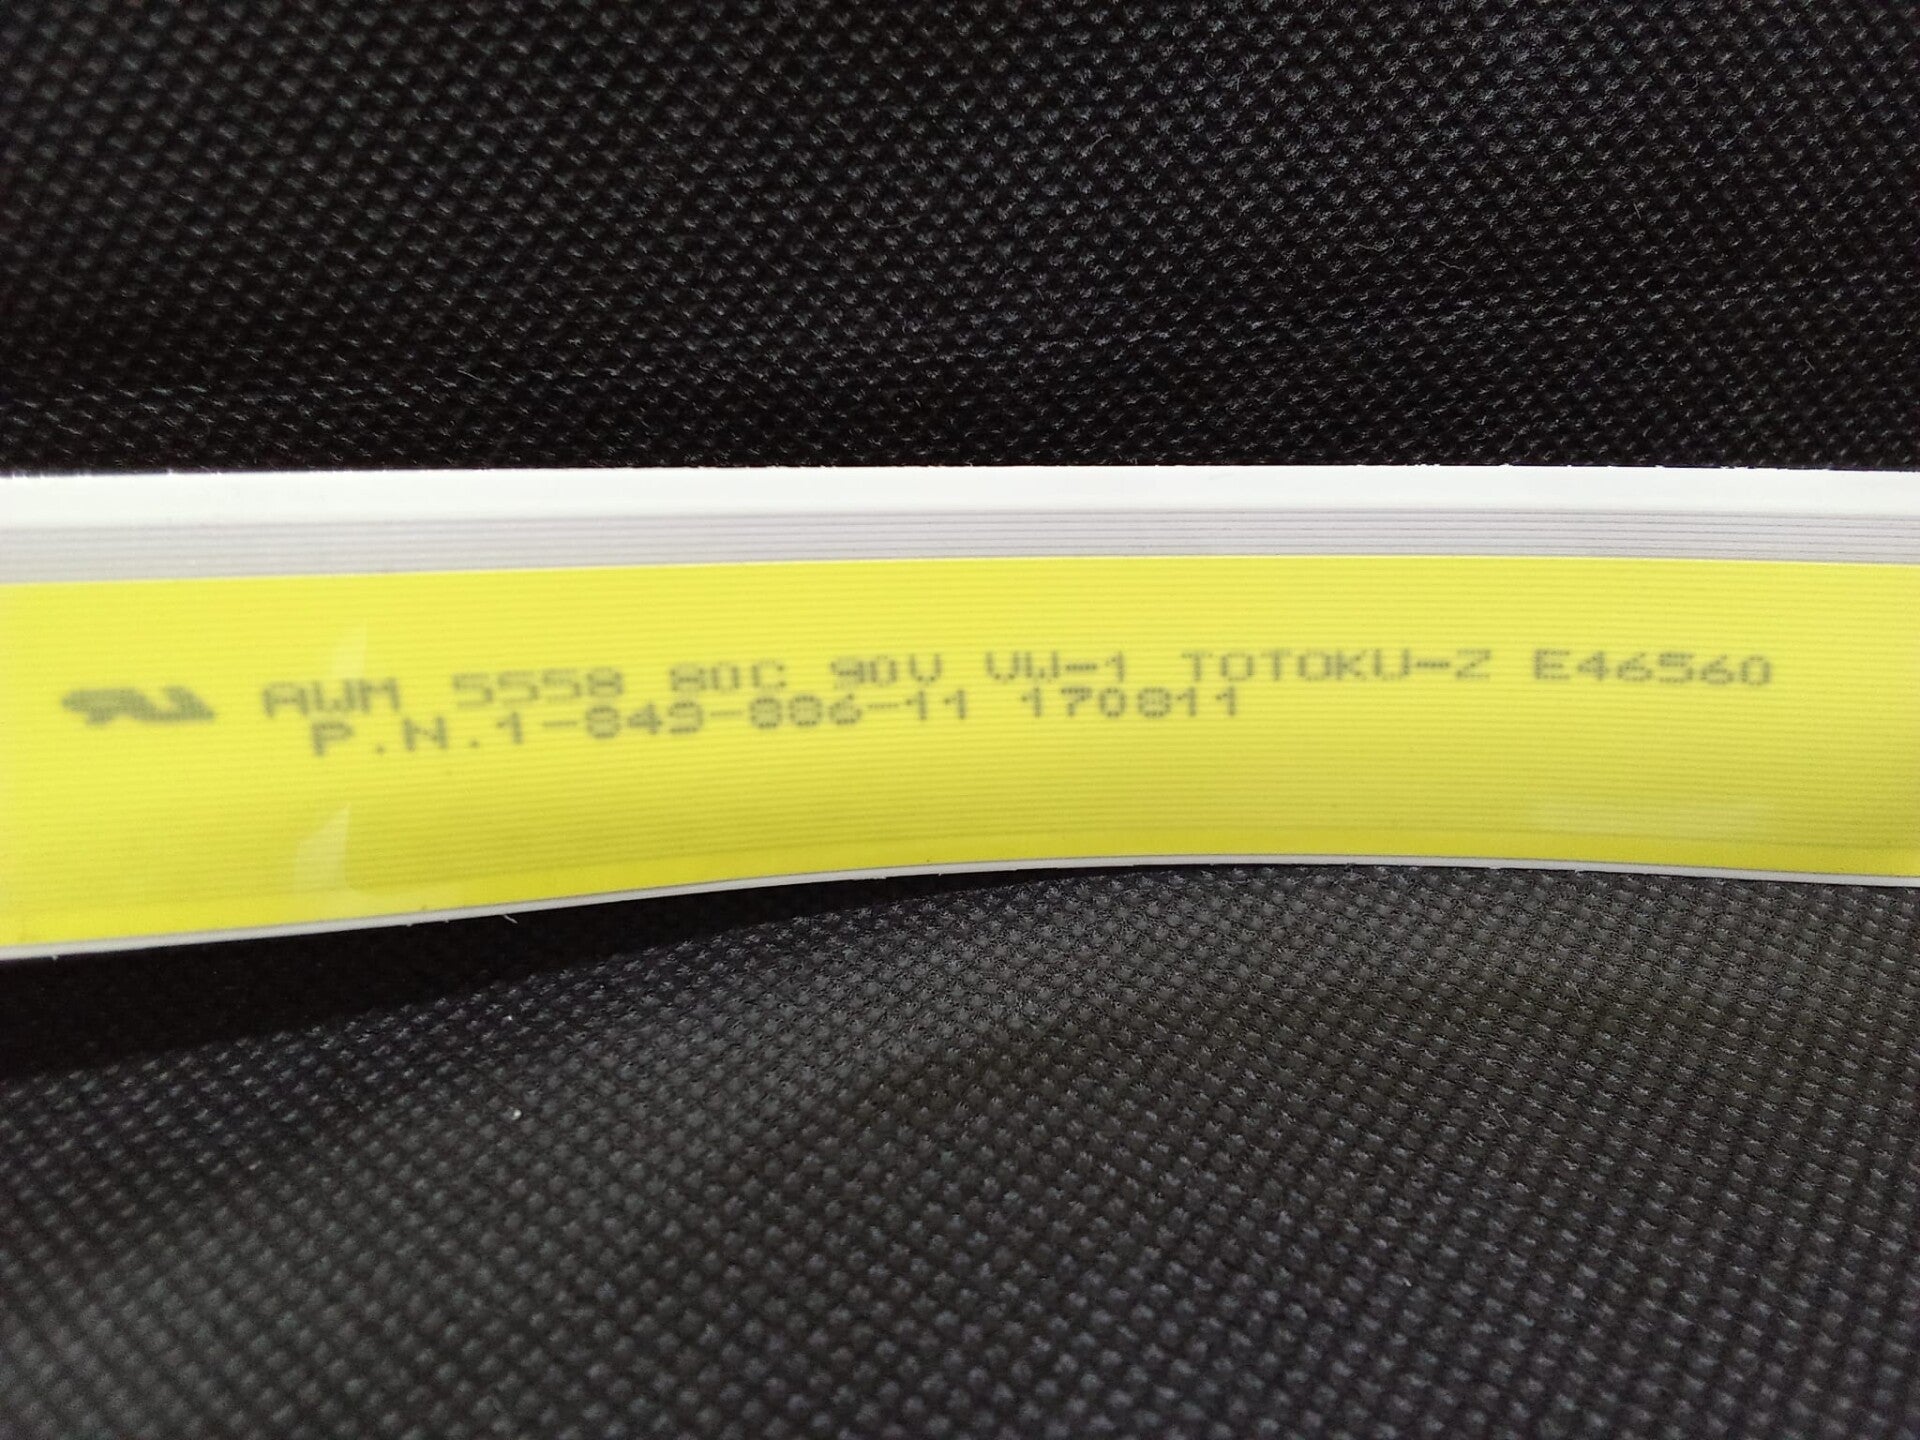 AWM 5558 80C 90V VW-1 TOTOKU-Z E46560
P.N.1-849-806-11 170811